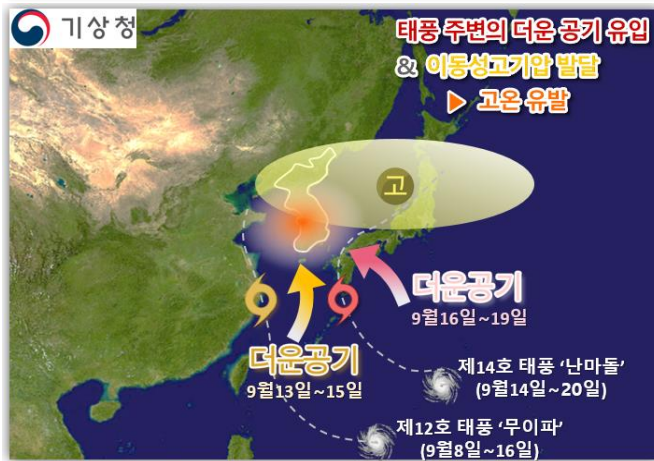 기상청
태풍 주변의 더운 공기 유입
& 이동성고기압 발달
▶ 고온 유발
고
더운공기
9월16일~19일
더운공기
9월13일~15일
제14호 태풍 ‘난마돌’
(9월14일~20일)
제12호 태풍 ‘무이파’
(9월8일~16일)